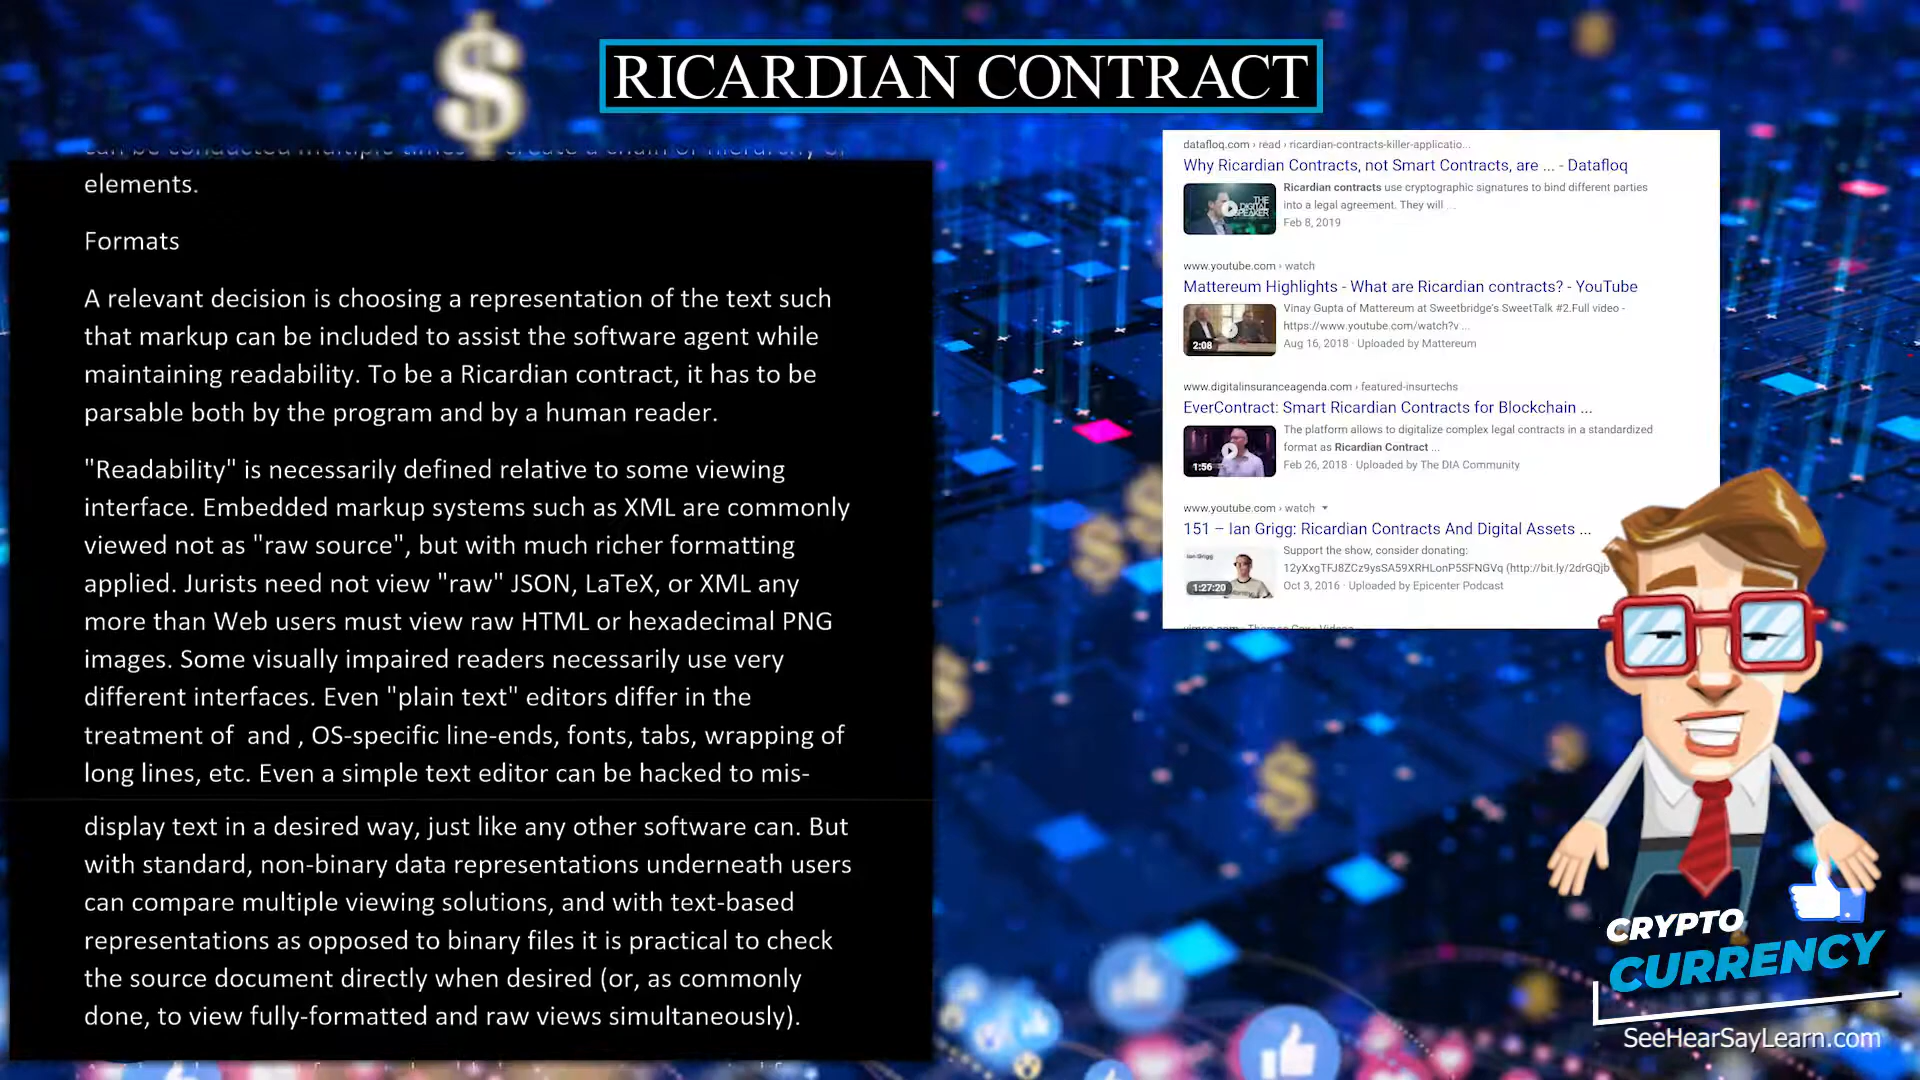 RICARDIAN CONTRACT
elements.
Formats
A relevant decision is choosing a representation of the text such
that markup can be included to assist the software agent while
maintaining readability. To be a Ricardian contract, it has to be
parsable both by the program and by a human reader.
"Readability" is necessarily defined relative to some viewing
interface. Embedded markup systems such as XML are commonly
viewed not as "raw source", but with much richer formatting
applied. Jurists need not view "raw" JSON, LaTeX, or XML any
more than Web users must view raw HTML or hexadecimal PNG
images. Some visually impaired readers necessarily use very
different interfaces. Even "plain text" editors differ in the
treatment of  and , OS-specific line-ends, fonts, tabs, wrapping of
long lines, etc. Even a simple text editor can be hacked to mis-
display text in a desired way, just like any other software can. But
with standard, non-binary data representations underneath users
can compare multiple viewing solutions, and with text-based
representations as opposed to binary files it is practical to check
the source document directly when desired (or, as commonly
done, to view fully-formatted and raw views simultaneously).
datafloq.com › read › ricardian-contracts-killer-applicatio...
Why Ricardian Contracts, not Smart Contracts, are ... - Datafloq
THE DIGITAL SPEAKER
Ricardian contracts use cryptographic signatures to bind different parties
into a legal agreement. They will ...
Feb 8, 2019
www.youtube.com › watch
Mattereum Highlights - What are Ricardian contracts? - YouTube
Vinay Gupta of Mattereum at Sweetbridge's SweetTalk #2.Full video -
https://www.youtube.com/watch?v ...
2:08
Aug 16, 2018 · Uploaded by Mattereum
www.digitalinsuranceagenda.com › featured-insurtechs
EverContract: Smart Ricardian Contracts for Blockchain ...
The platform allows to digitalize complex legal contracts in a standardized
format as Ricardian Contract ...
1:56
Feb 26, 2018 · Uploaded by The DIA Community
www.youtube.com › watch
151 – Ian Grigg: Ricardian Contracts And Digital Assets ...
Ian Grigg
Support the show, consider donating:
12yXxgTFJ8ZCz9ysSA59XRHLonP5SFNGVq (http://bit.ly/2drGQjb
1:27:20
Oct 3, 2016 · Uploaded by Epicenter Podcast
CRYPTO
CURRENCY
SeeHearSayLearn.com